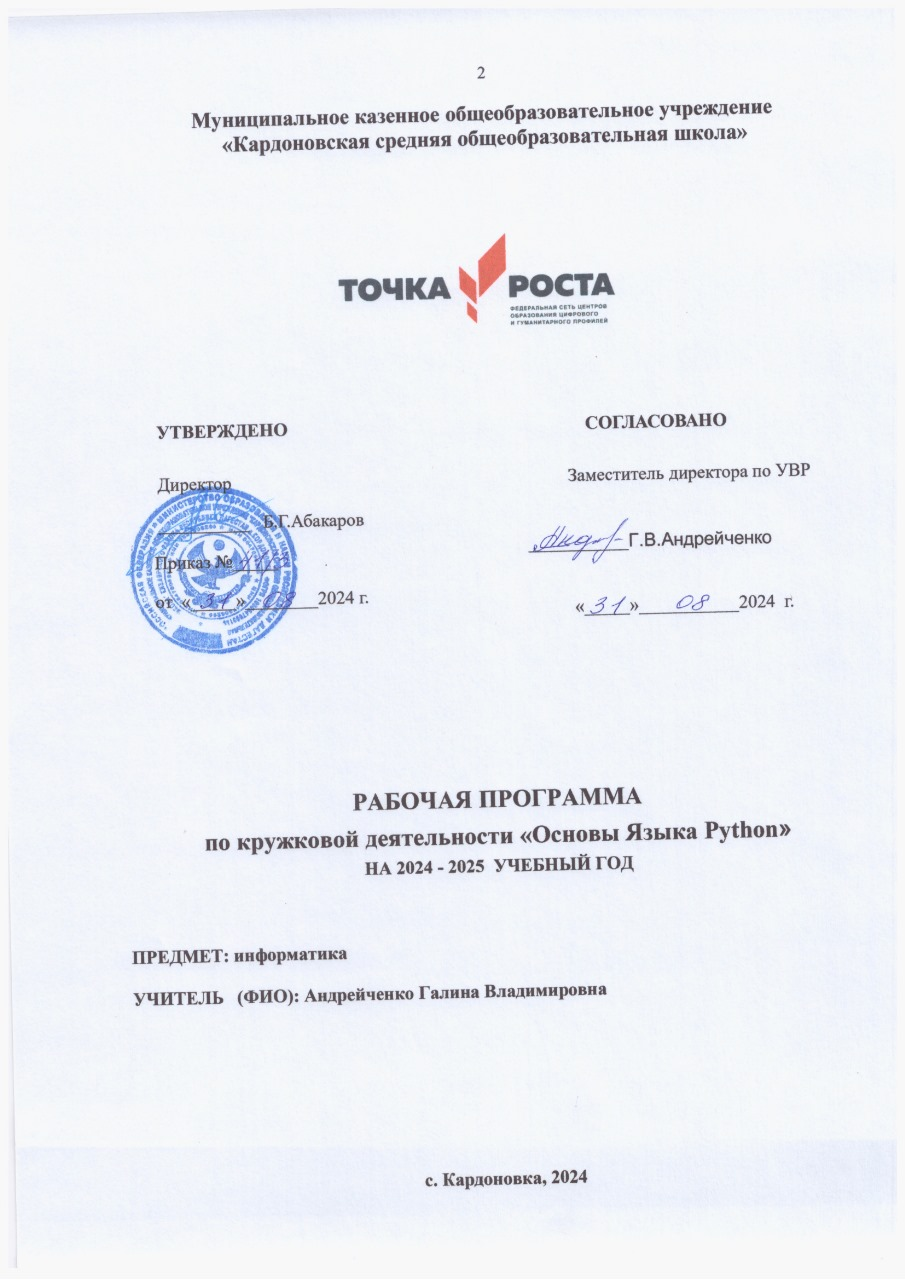 2
Муниципальное казенное общеобразовательное учреждение
«Кардоновская средняя общеобразовательная школа»
ТОЧКА РОСТА
ФЕДЕРАЛЬНАЯ СЕТЬ ЦЕНТРОВ
ОБРАЗОВАНИЯ ЦИФРОВОГО
И ГУМАНИТАРНОГО ПРОФИЛЕЙ
УТВЕРЖДЕНО
Директор
Б.Г.Абакаров
Приказ №
от «31» 08 2024 г.
СОГЛАСОВАНО
Заместитель директора по УВР
Г.В.Андрейченко
«31» 08 2024 г.
РАБОЧАЯ ПРОГРАММА
по кружковой деятельности «Основы Языка Python»
НА 2024 - 2025 УЧЕБНЫЙ ГОД
ПРЕДМЕТ: информатика
УЧИТЕЛЬ (ФИО): Андрейченко Галина Владимировна
с. Кардоновка, 2024